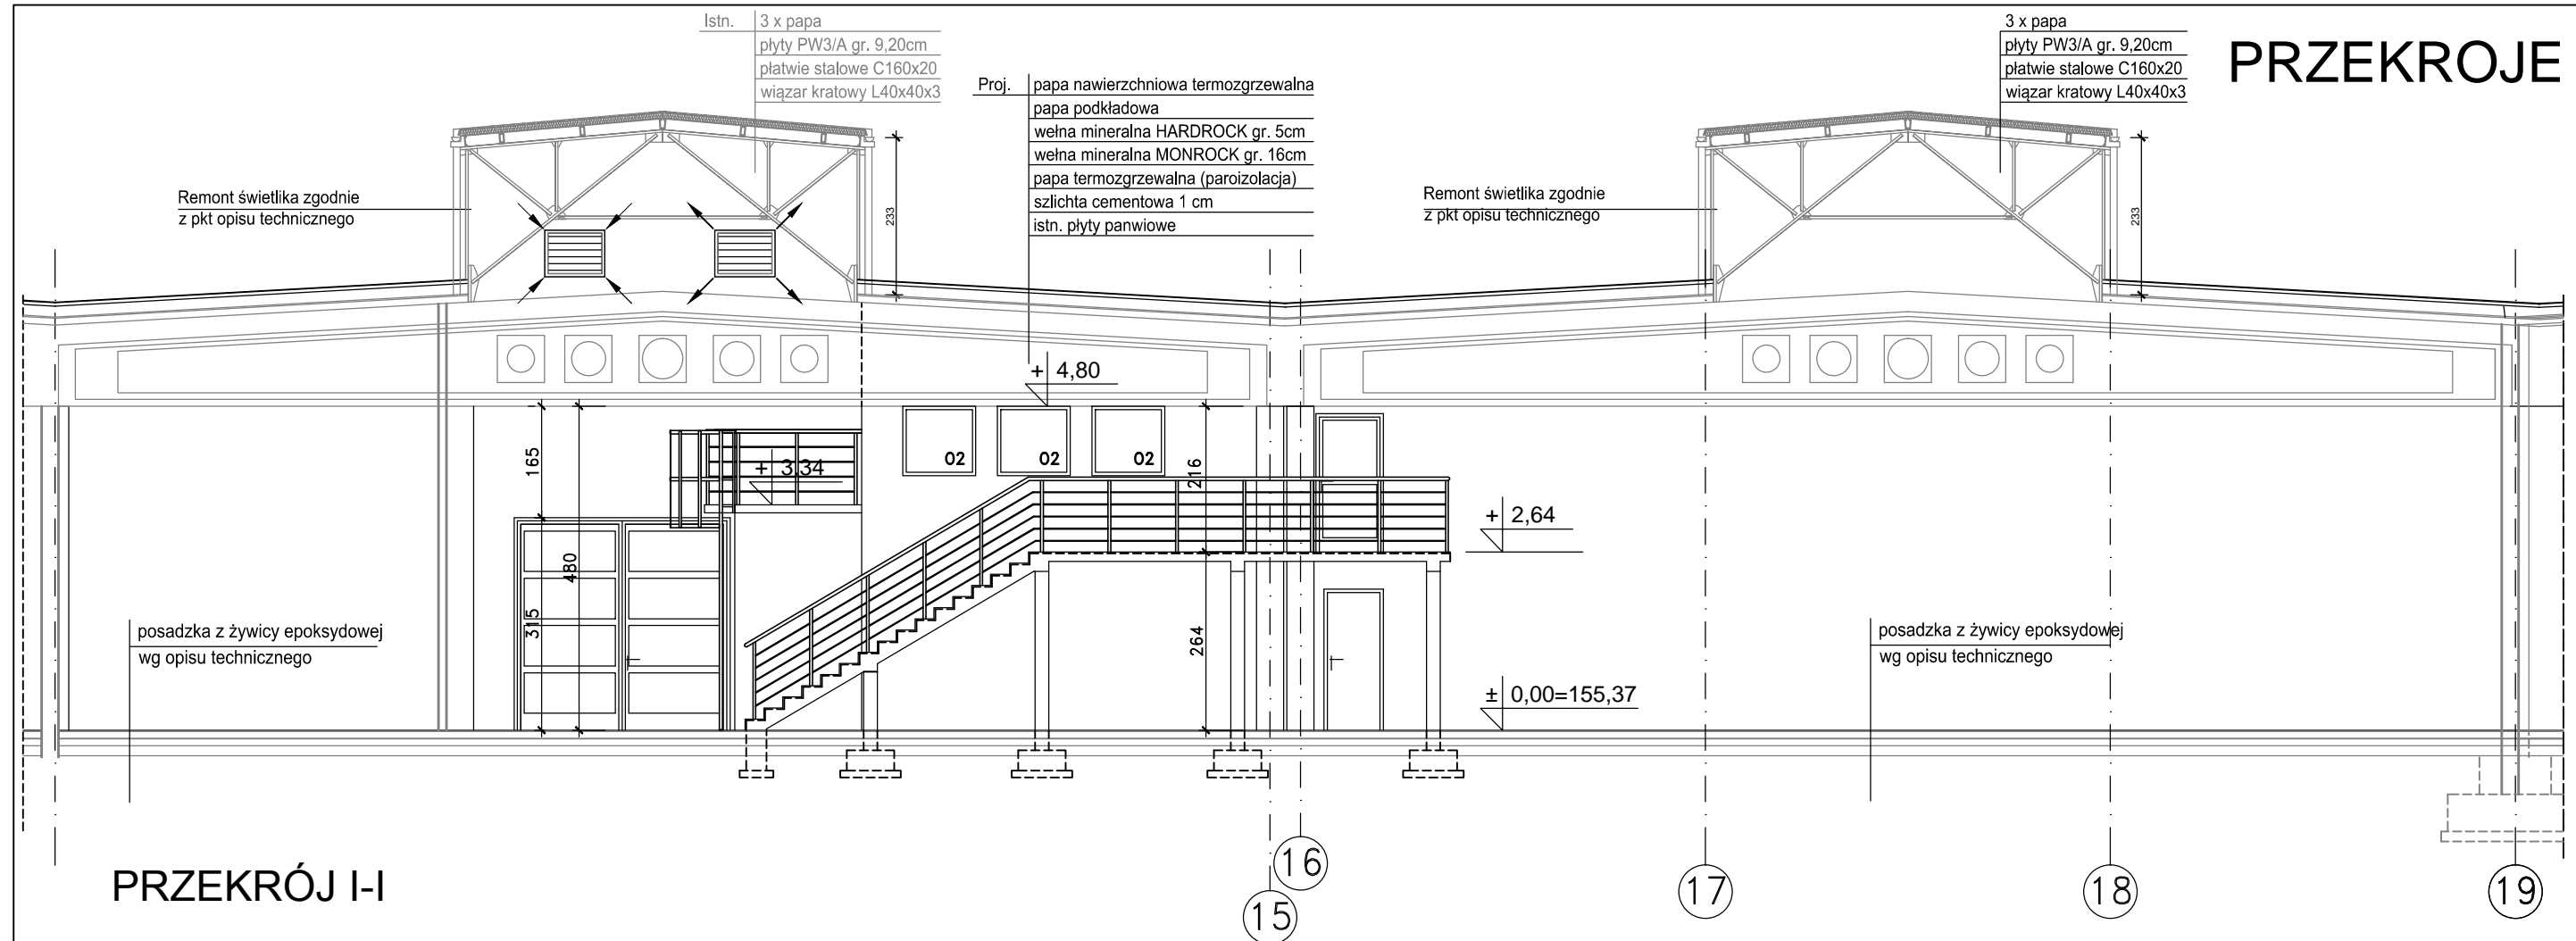 Istn. 3 x papa
płyty PW3/A gr. 9,20cm
płatwie stalowe C160x20
wiązar kratowy L40x40x3
3 x papa
płyty PW3/A gr. 9,20cm
płatwie stalowe C160x20
wiązar kratowy L40x40x3
PRZEKROJE
Proj. papa nawierzchniowa termozgrzewalna
papa podkładowa
wełna mineralna HARDROCK gr. 5cm
wełna mineralna MONROCK gr. 16cm
papa termozgrzewalna (paroizolacja)
szlichta cementowa 1 cm
istn. płyty panwiowe
Remont świetlika zgodnie
z pkt opisu technicznego
233
Remont świetlika zgodnie
z pkt opisu technicznego
233
+ 4,80
165
480
315
+ 3,34
O2
O2
O2
216
264
+ 2,64
± 0,00=155,37
posadzka z żywicy epoksydowej
wg opisu technicznego
posadzka z żywicy epoksydowej
wg opisu technicznego
PRZEKRÓJ I-I
15
16
17
18
19